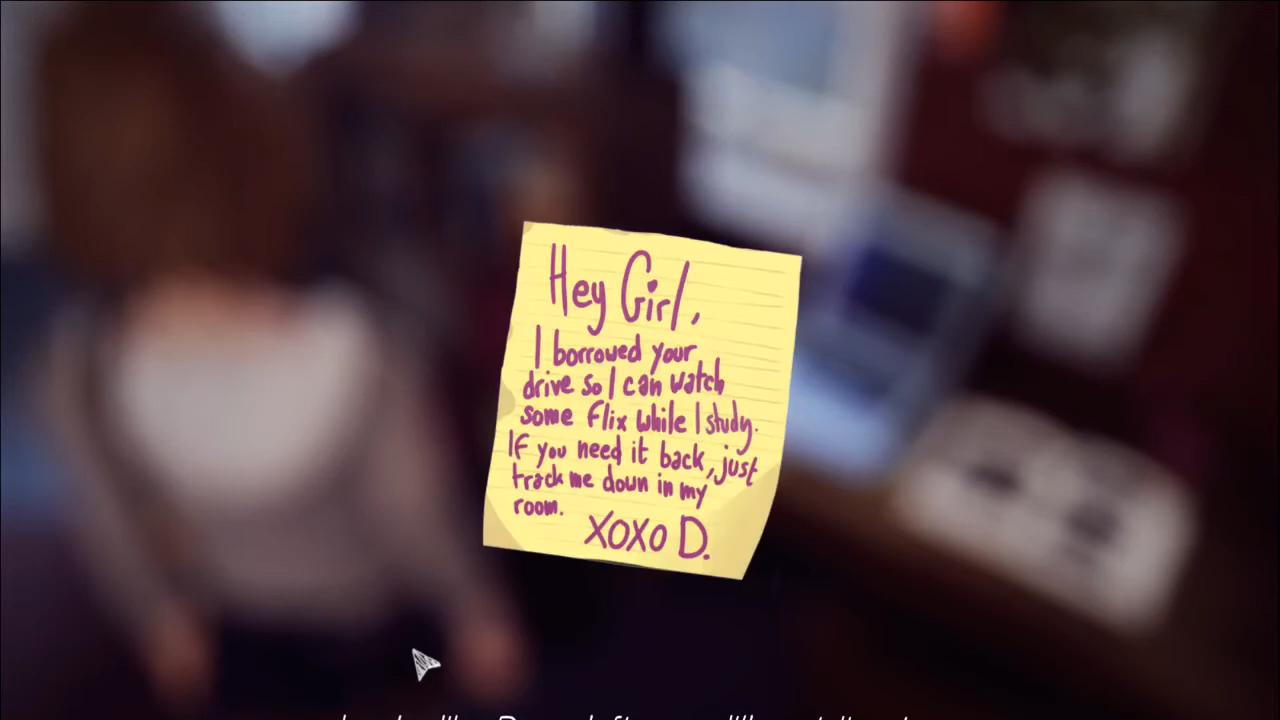 Hey Girl,
I borrowed your
drive so I can watch
some flix while I study.
If you need it back, just
track me down in my
room.
XOXO D.